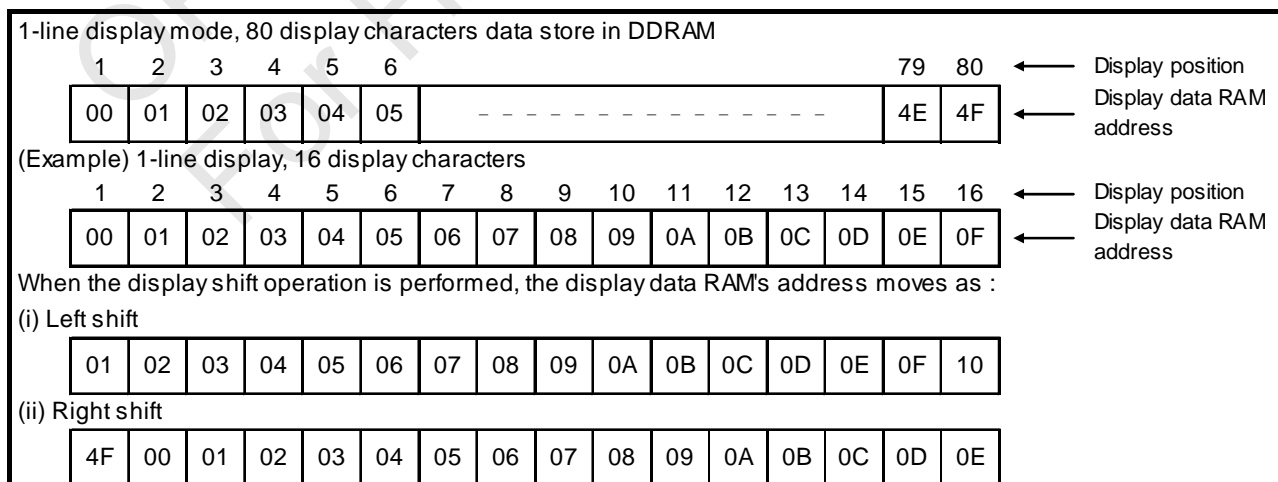 1-line display mode, 80 display characters data store in DDRAM
1 2 3 4 5 6 79 80 Display position
00 01 02 03 04 05 - - - - - - - - - - - - - - - 4E 4F Display data RAM address
(Example) 1-line display, 16 display characters
1 2 3 4 5 6 7 8 9 10 11 12 13 14 15 16 Display position
00 01 02 03 04 05 06 07 08 09 0A 0B 0C 0D 0E 0F Display data RAM address
When the display shift operation is performed, the display data RAM's address moves as :
(i) Left shift
01 02 03 04 05 06 07 08 09 0A 0B 0C 0D 0E 0F 10
(ii) Right shift
4F 00 01 02 03 04 05 06 07 08 09 0A 0B 0C 0D 0E